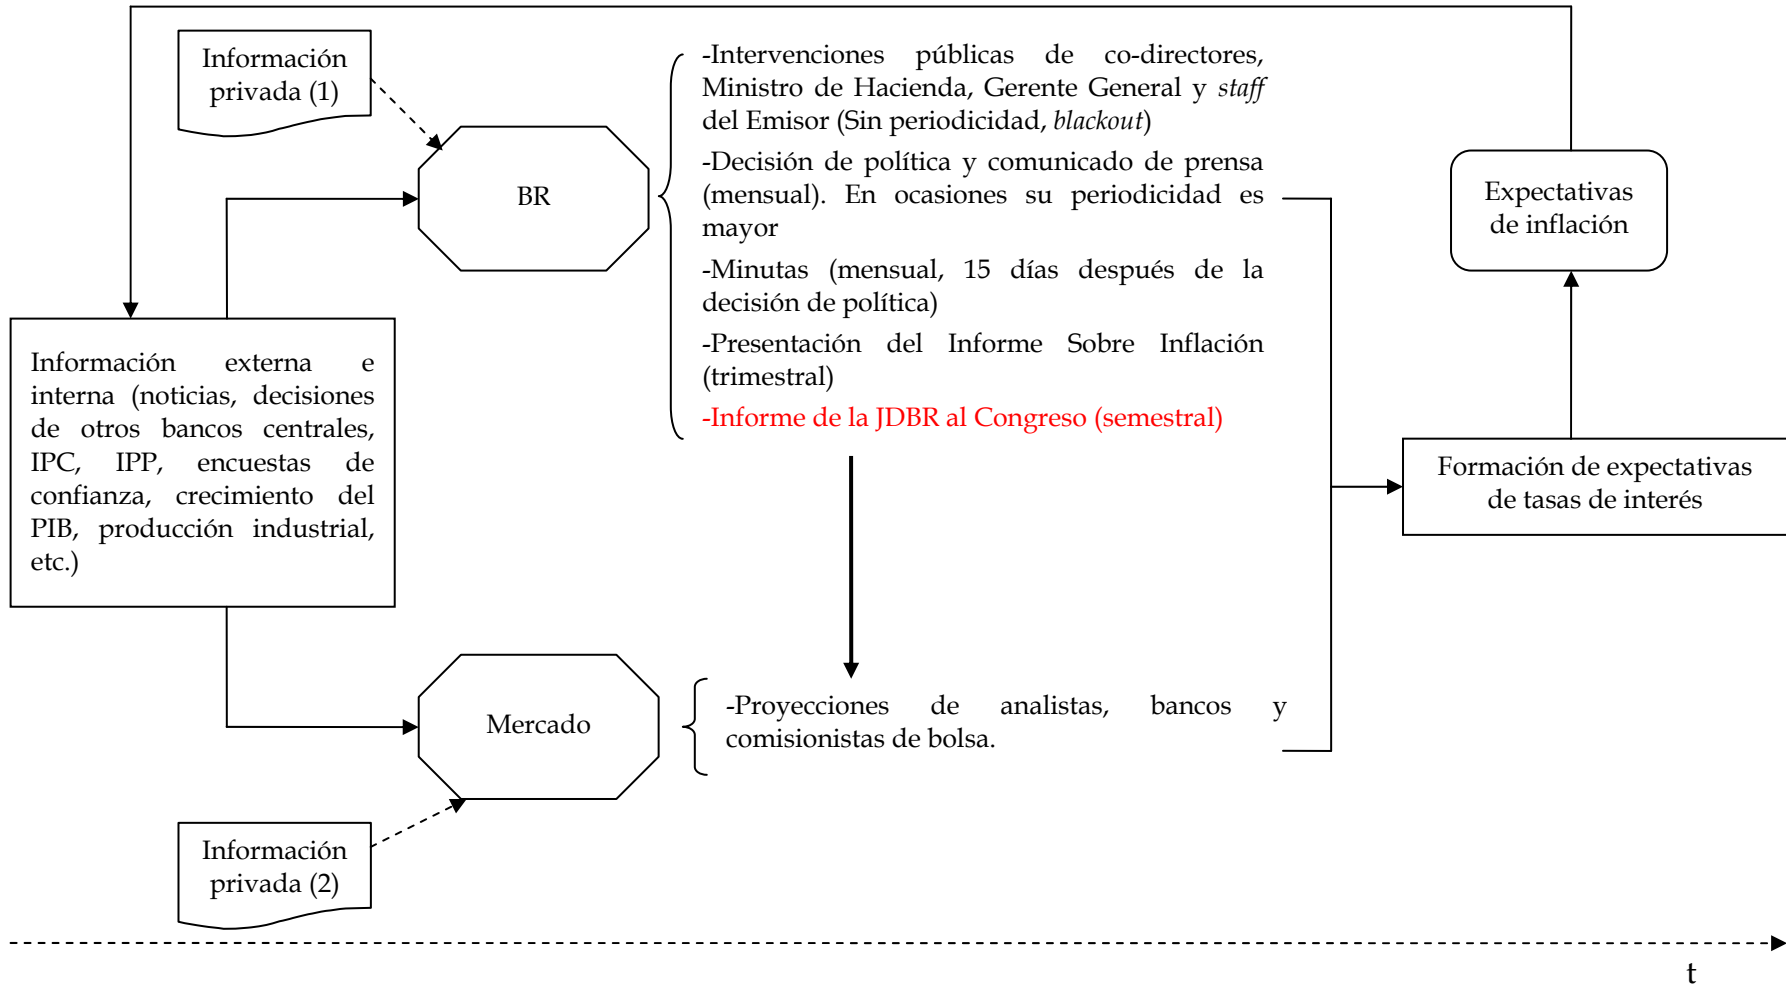 Información
privada (1)
-Intervenciones públicas de co-directores,
Ministro de Hacienda, Gerente General y staff
del Emisor (Sin periodicidad, blackout)
-Decisión de política y comunicado de prensa
(mensual). En ocasiones su periodicidad es
mayor
-Minutas (mensual, 15 días después de la
decisión de política)
-Presentación del Informe Sobre Inflación
(trimestral)
-Informe de la JDBR al Congreso (semestral)
BR
Expectativas
de inflación
Información externa e
interna (noticias, decisiones
de otros bancos centrales,
IPC, IPP, encuestas de
confianza, crecimiento del
PIB, producción industrial,
etc.)
Formación de expectativas
de tasas de interés
Mercado
-Proyecciones de analistas, bancos y
comisionistas de bolsa.
Información
privada (2)
t